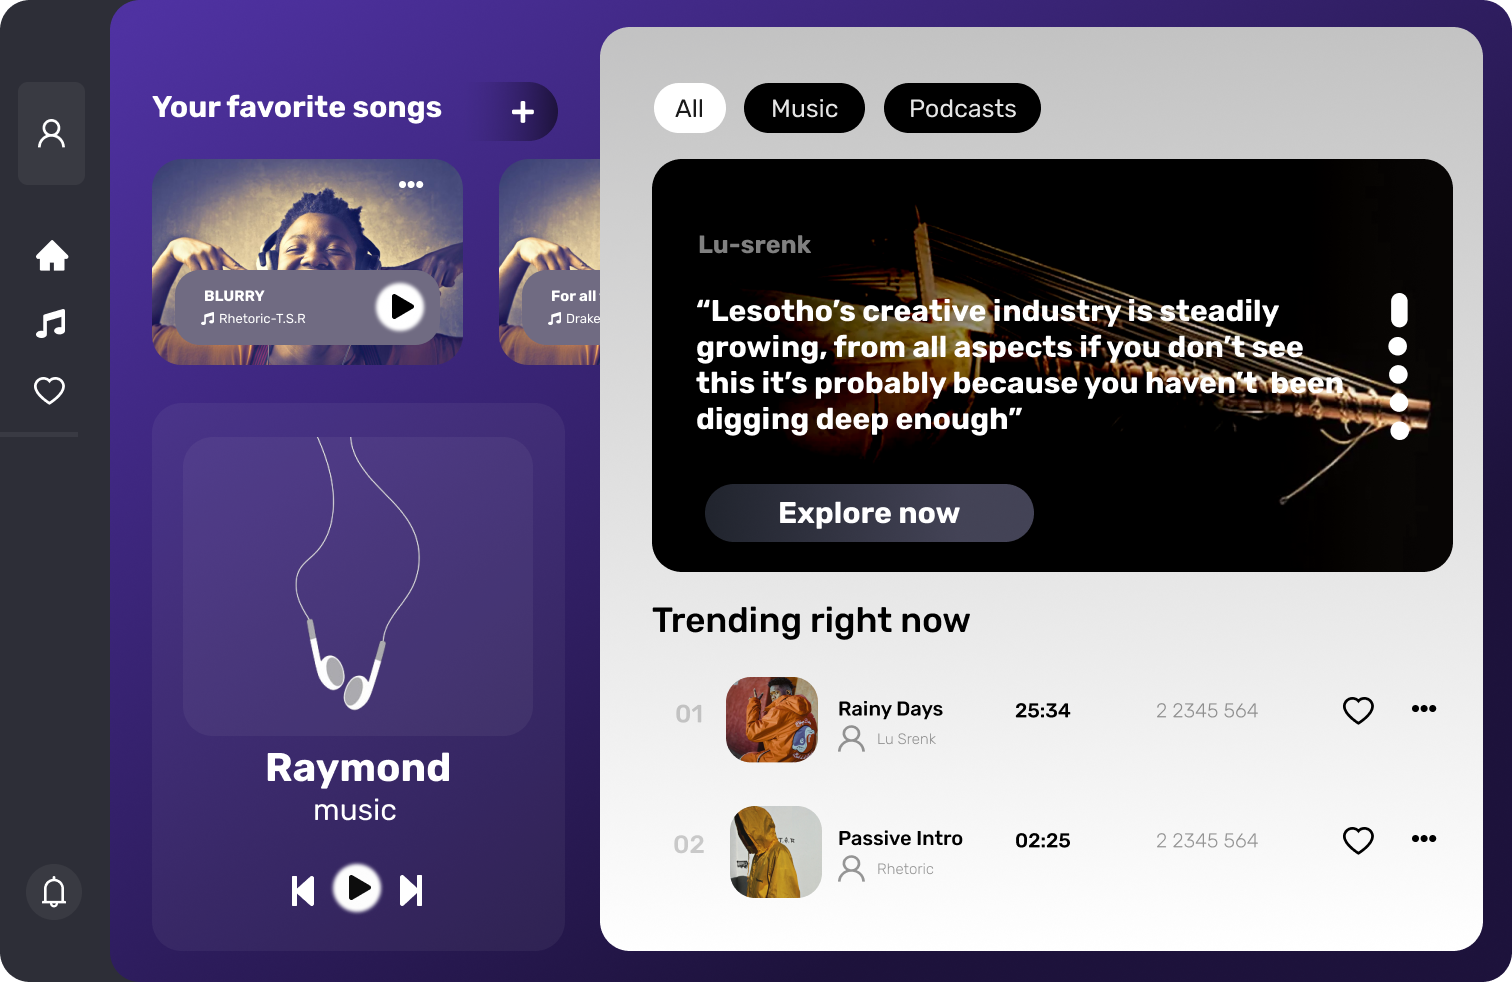 Your favorite songs
BLURRY
Rhetoric-T.S.R
For all
Drake
Raymond
music
All
Music
Podcasts
Lu-srenk
“Lesotho’s creative industry is steadily
growing, from all aspects if you don’t see
this it’s probably because you haven’t been
digging deep enough”
Explore now
Trending right now
01
Rainy Days
Lu Srenk
25:34
2 2345 564
02
Passive Intro
Rhetoric
02:25
2 2345 564